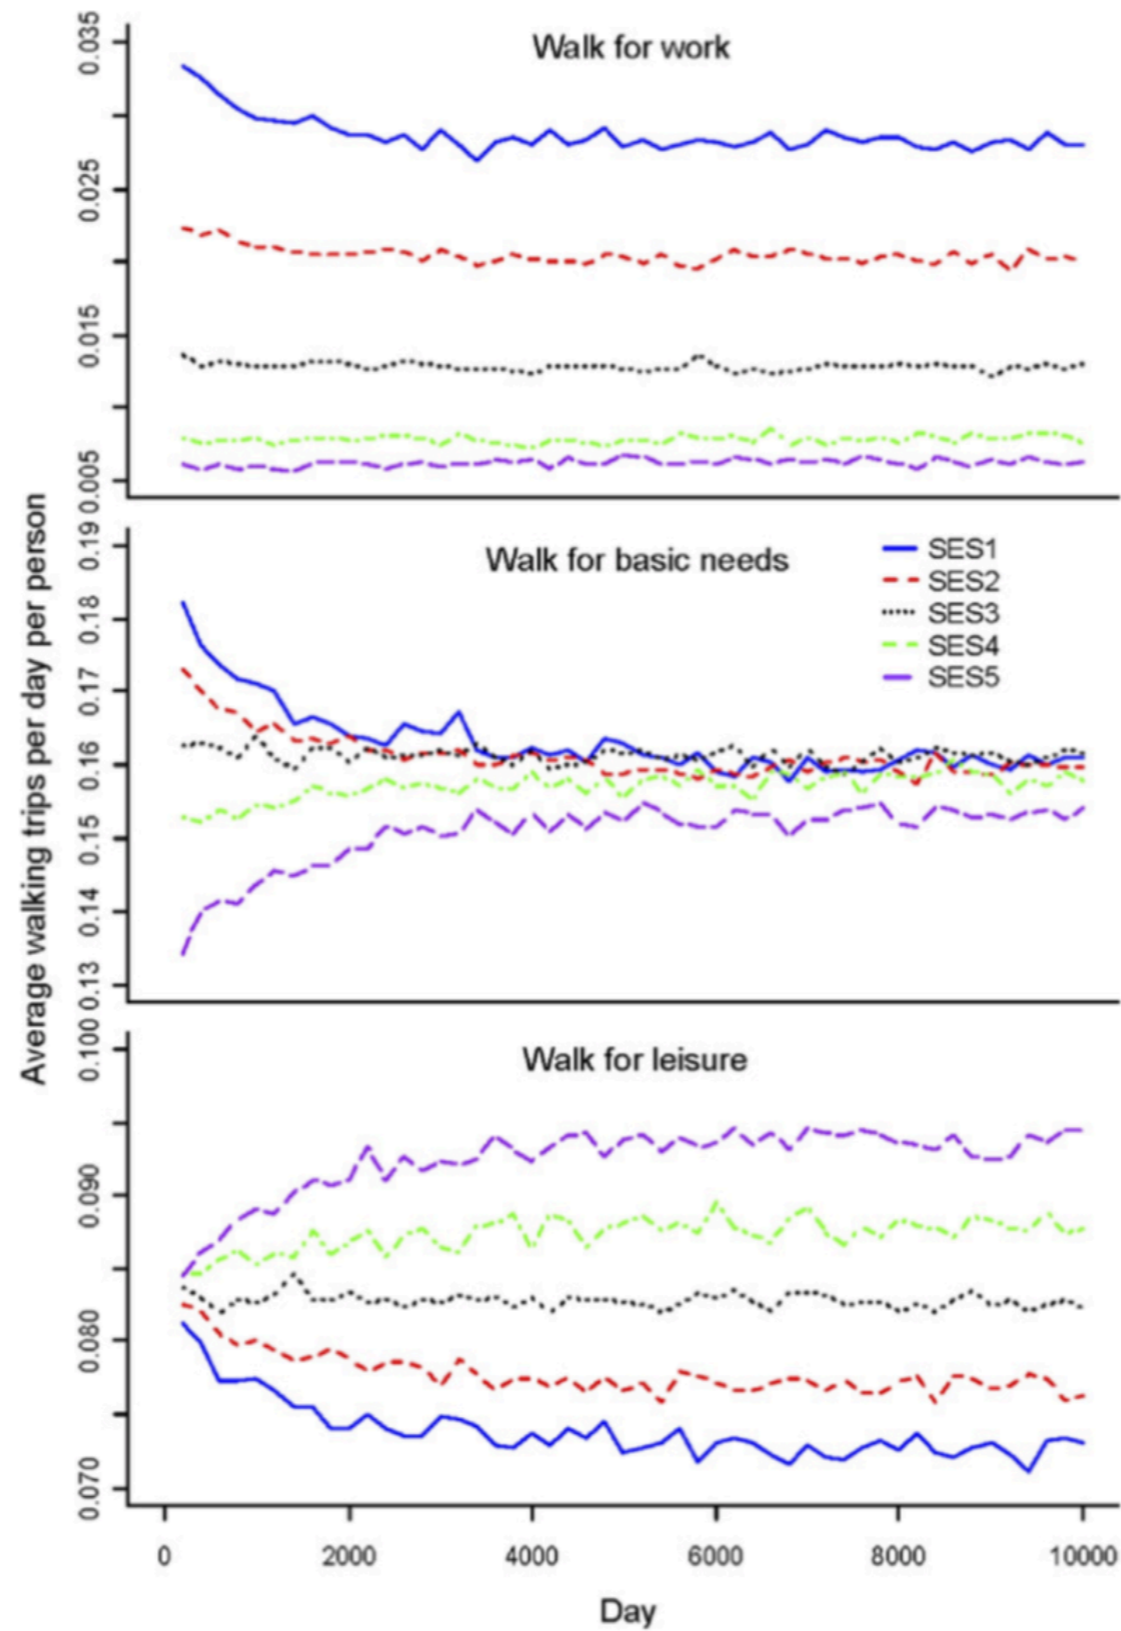 Average walking trips per day per person
Walk for work
0.035
0.025
0.015
0.005
Walk for basic needs
0.19
0.18
0.17
0.16
0.15
0.14
0.13
SES1
SES2
SES3
SES4
SES5
Walk for leisure
0.100
0.090
0.080
0.070
0 2000 4000 6000 8000 10000
Day